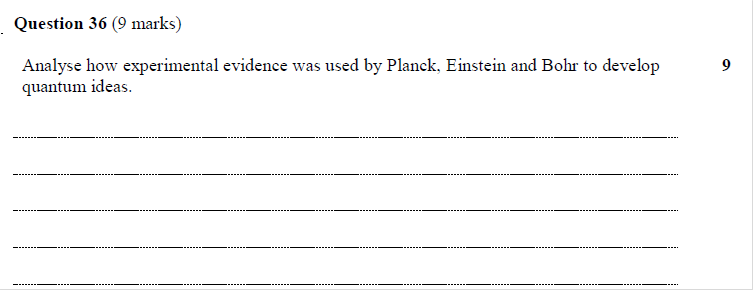 Question 36 (9 marks)
Analyse how experimental evidence was used by Planck, Einstein and Bohr to develop 9
quantum ideas.